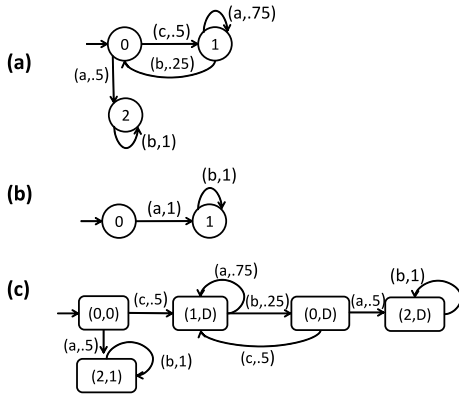 (a,.75)
0
(c,.5)
1
(a)
(b,.25)
(a,.5)
2
(b,1)
(b)
(b,1)
0
(a,1)
1
(c)
(a,.75)
(b,1)
(0,0)
(c,.5)
(1,D)
(b,.25)
(0,D)
(a,.5)
(2,D)
(a,.5)
(c,.5)
(2,1)
(b,1)